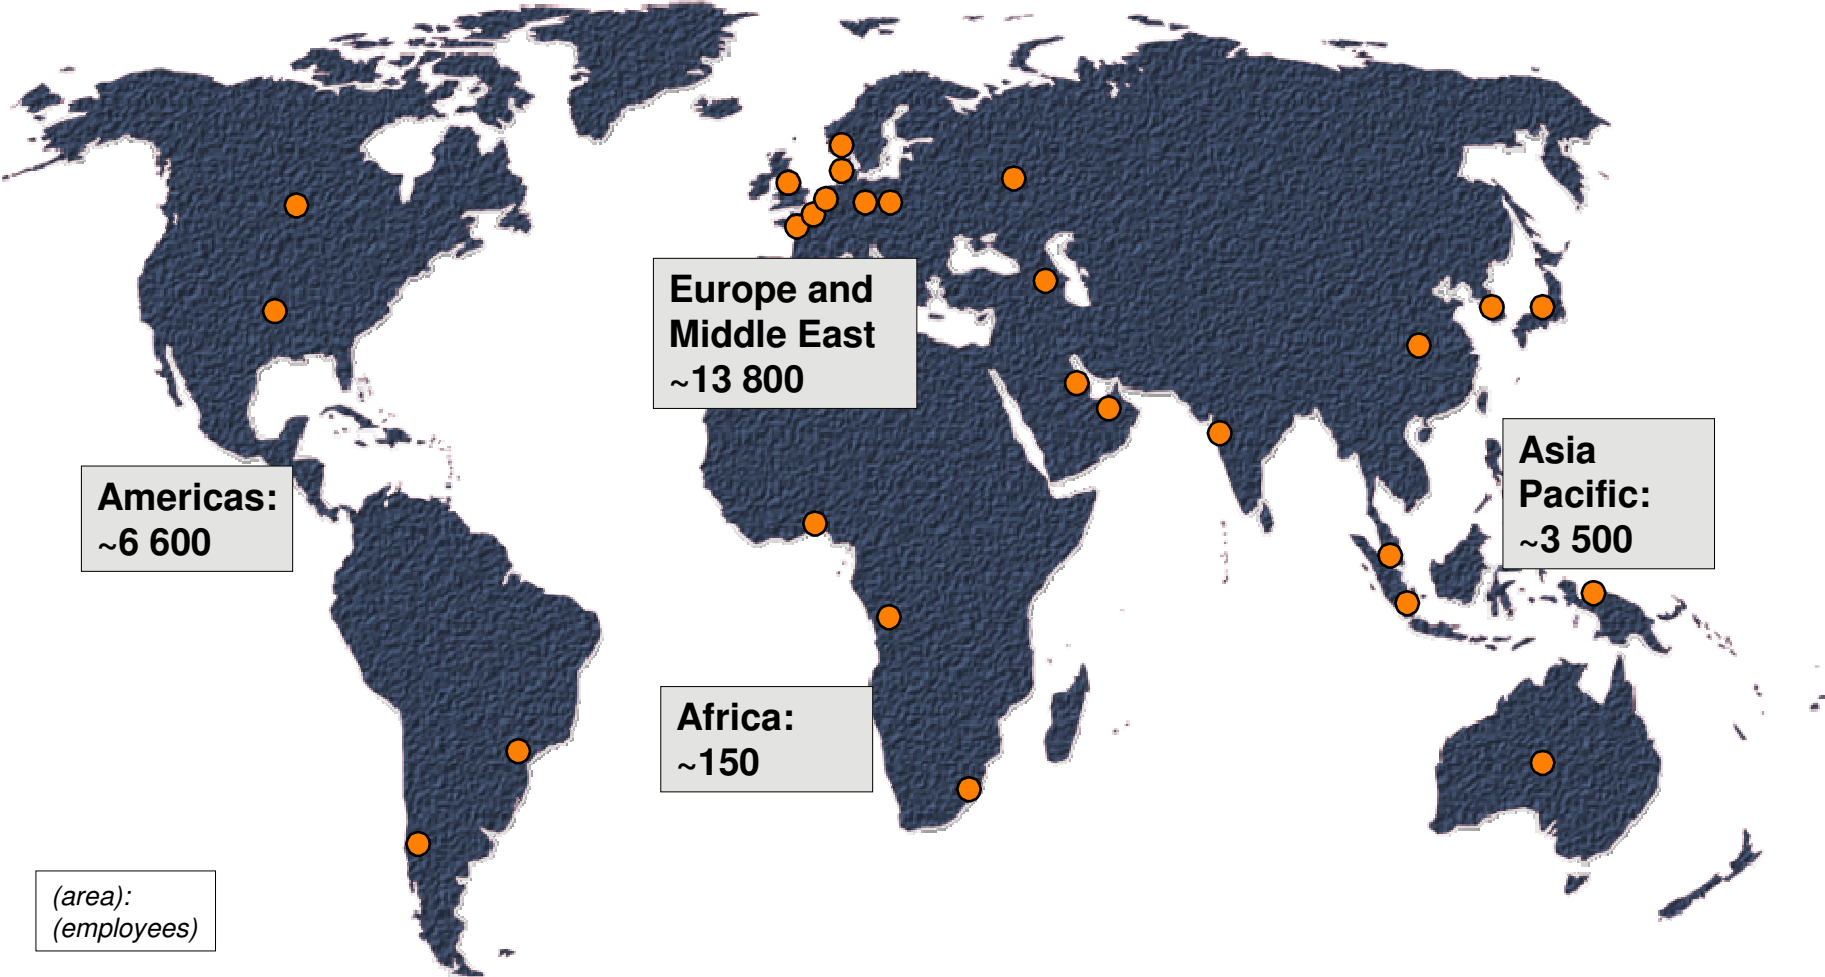 Europe and
Middle East
~13 800
Asia
Pacific:
~3 500
Americas:
~6 600
Africa:
~150
(area):
(employees)